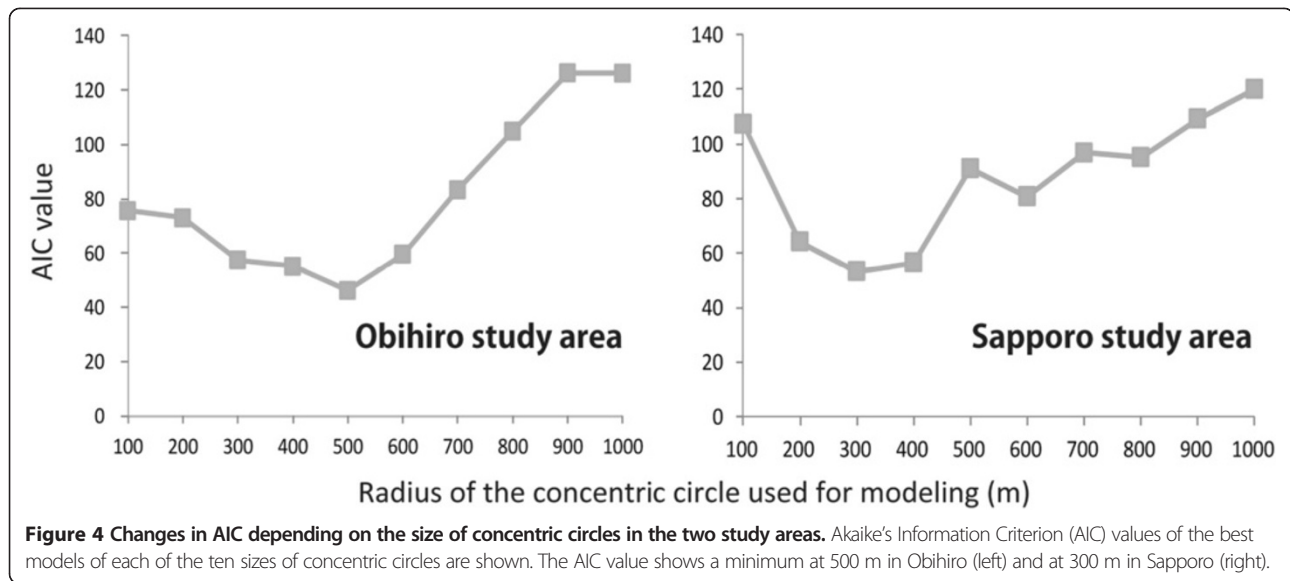 140
120
100
80
60
40
20
0
AIC value
100 200 300 400 500 600 700 800 900 1000
Obihiro study area
140
120
100
80
60
40
20
0
100 200 300 400 500 600 700 800 900 1000
Sapporo study area
Radius of the concentric circle used for modeling (m)
Figure 4 Changes in AIC depending on the size of concentric circles in the two study areas. Akaike's Information Criterion (AIC) values of the best
models of each of the ten sizes of concentric circles are shown. The AIC value shows a minimum at 500 m in Obihiro (left) and at 300 m in Sapporo (right).